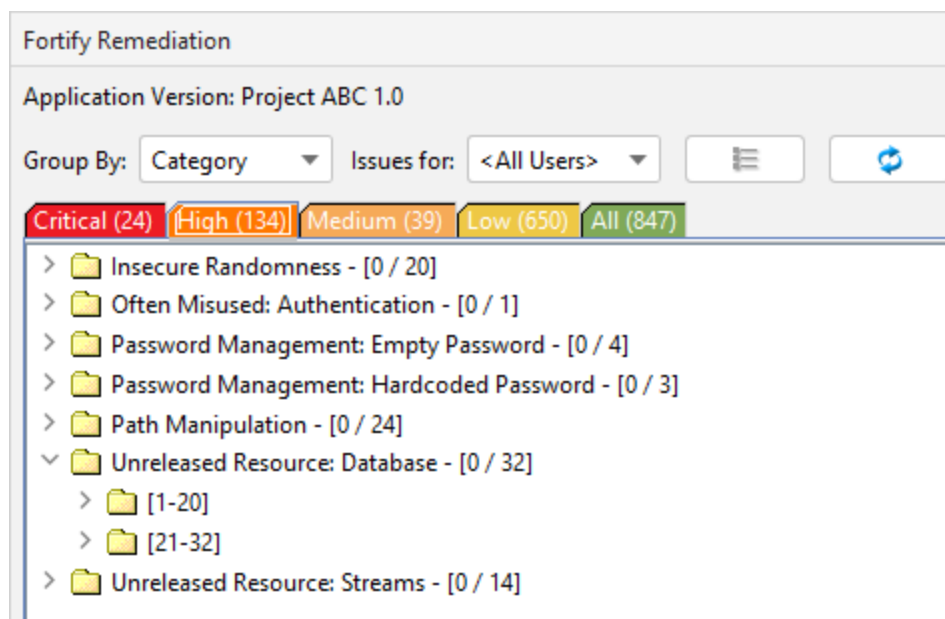 Fortify Remediation
Application Version: Project ABC 1.0
Group By: Category Issues for: <All Users>
Critical (24) High (134) Medium (39) Low (650) All (847)
Insecure Randomness - [0 / 20]
Often Misused: Authentication - [0 / 1]
Password Management: Empty Password - [0 / 4]
Password Management: Hardcoded Password - [0 / 3]
Path Manipulation - [0 / 24]
Unreleased Resource: Database - [0 / 32]
[1-20]
[21-32]
Unreleased Resource: Streams - [0 / 14]